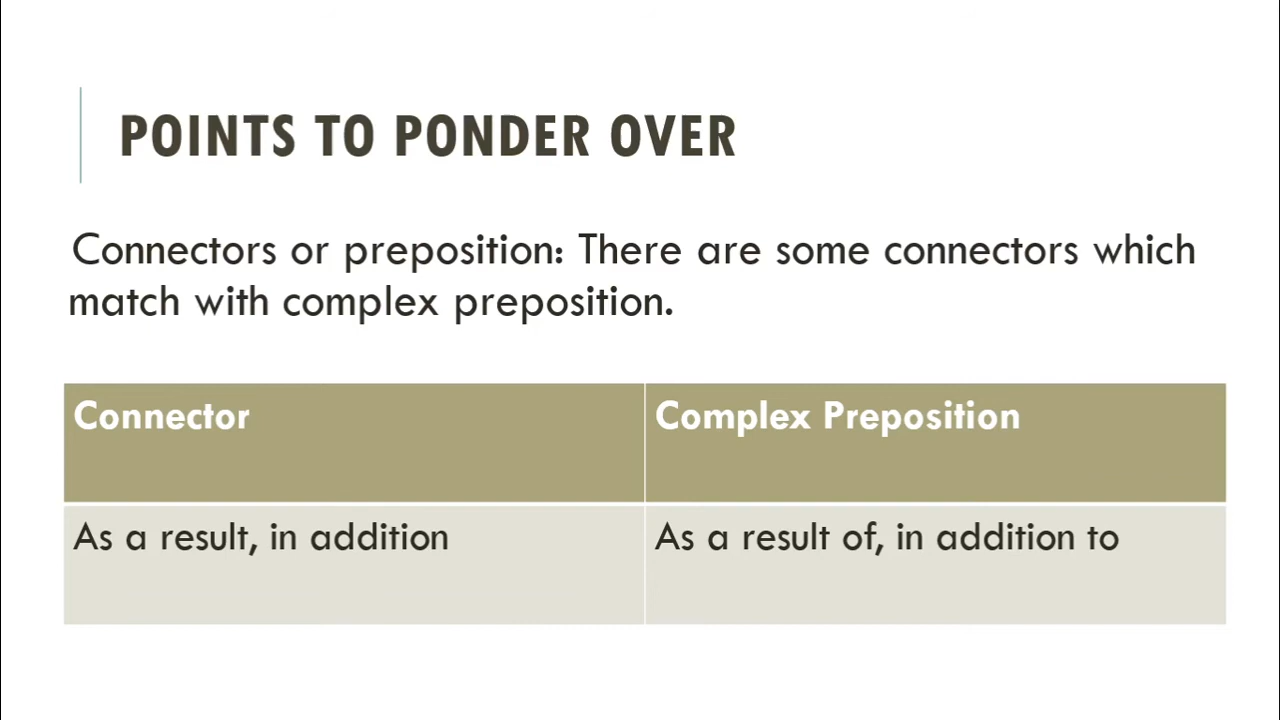 POINTS TO PONDER OVER
Connectors or preposition: There are some connectors which
match with complex preposition.
Connector
Complex Preposition
As a result, in addition
As a result of, in addition to